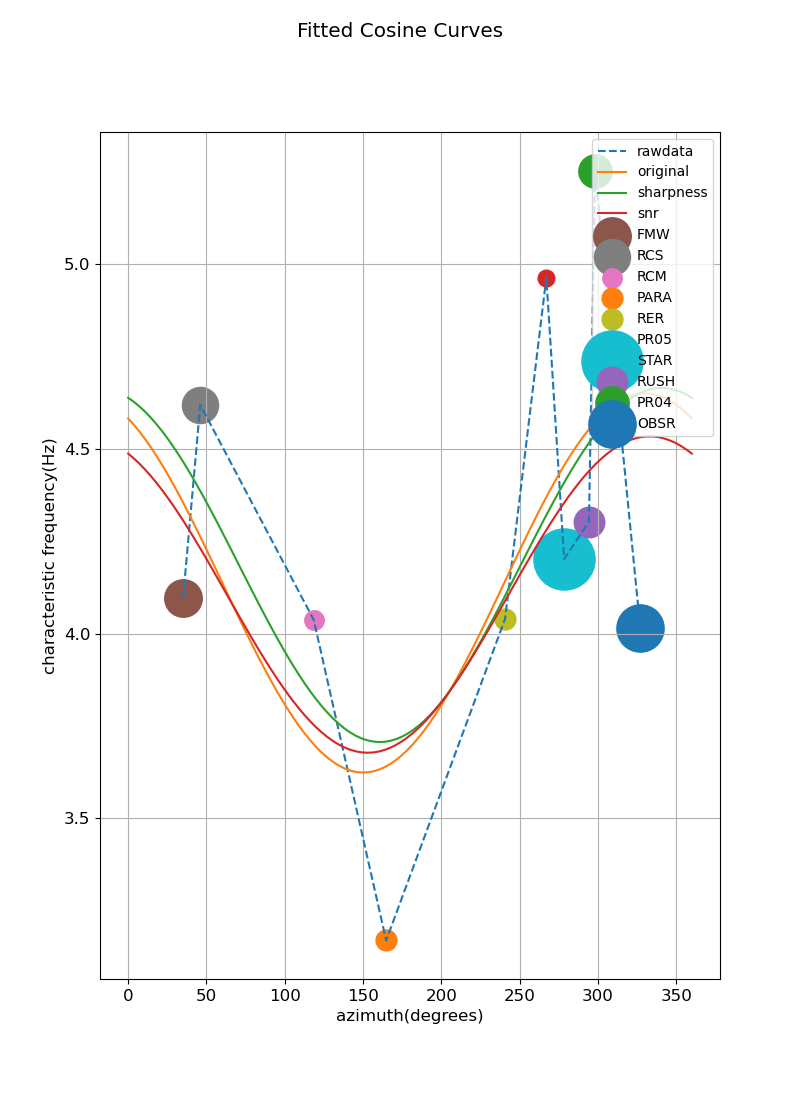 Fitted Cosine Curves
rawdata
original
sharpness
snr
FMW
RCS
RCM
PARA
RER
PR05
STAR
RUSH
PR04
OBSR
5.0
4.5
4.0
3.5
characteristic frequency(Hz)
0 50 100 150 200 250 300 350
azimuth(degrees)